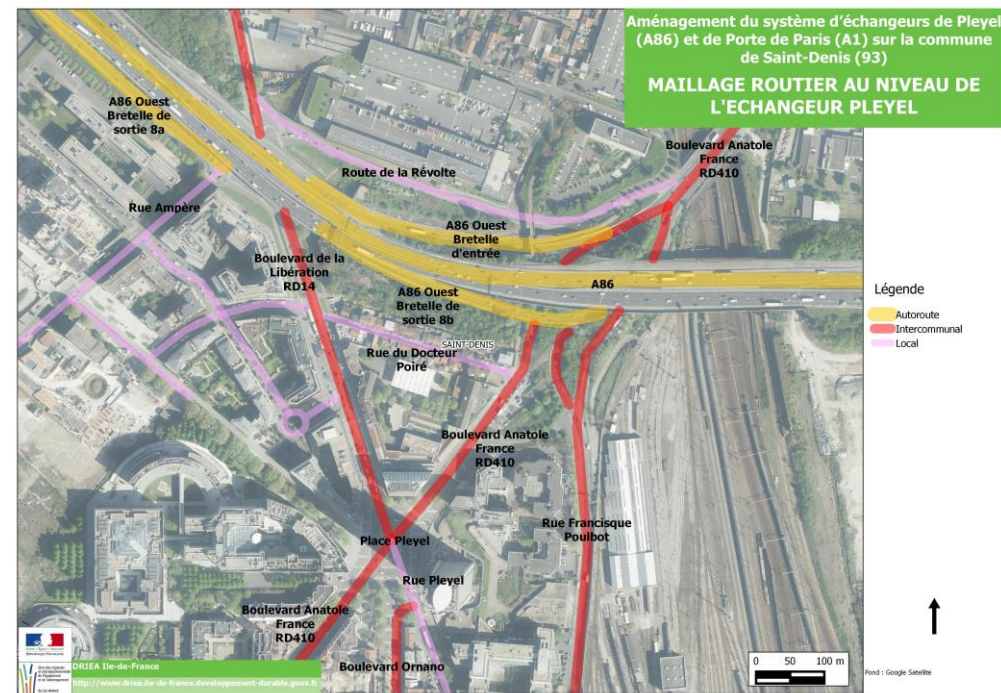 Aménagement du système d'échangeurs de Pleyel
(A86) et de Porte de Paris (A1) sur la commune
de Saint-Denis (93)
MAILLAGE ROUTIER AU NIVEAU DE
L'ECHANGEUR PLEYEL
A86 Ouest
Bretelle de
sortie 8a
Boulevard Anatole
France
RD410
Route de la Révolte
Rue Ampère
A86 Ouest
Bretelle
d'entrée
Boulevard de la
Libération
RD14
A86
A86 Ouest
Bretelle de
sortie 8b
Légende
Autoroute
Intercommunal
Local
SAINT-DENIS
Rue du Docteur
Poiré
Boulevard Anatole
France
RD410
Rue Francisque
Poulbot
Place Pleyel
Rue Pleyel
Boulevard Anatole
France
RD410
Boulevard Ornano
DRIEA Ile-de-France
http://www.driea.ile-de-france.developpement-durable.gouv.fr
0 50 100 m
Fond : Google Satellite